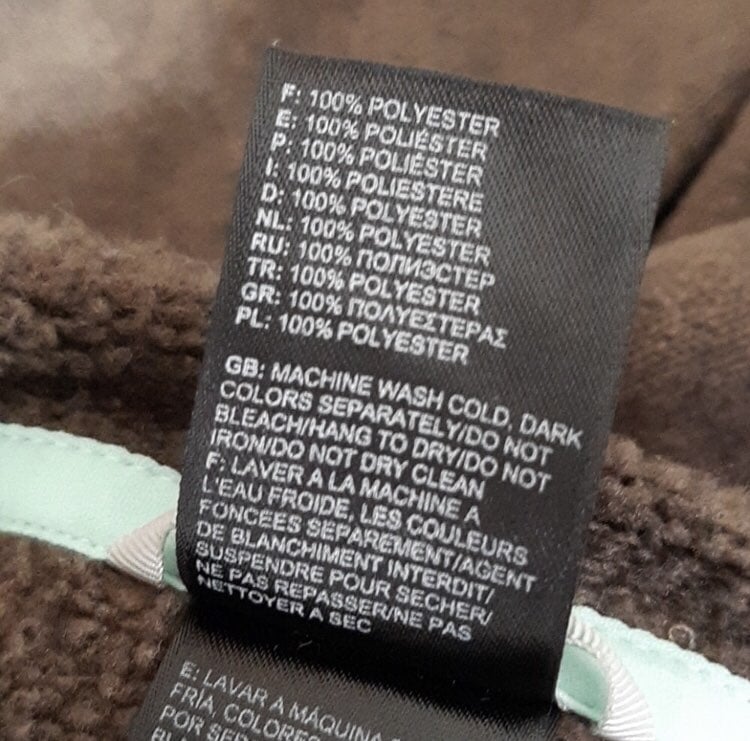 F: 100% POLYESTER
E: 100% POLIÉSTER
P: 100% POLIÉSTER
I: 100% POLIESTERE
D: 100% POLYESTER
NL: 100% POLYESTER
RU: 100% ПОЛИЭСТЕР
TR: 100% POLYESTER
GR: 100% ΠΟΛΥΕΣΤΕΡΑΣ
PL: 100% POLYESTER
GB: MACHINE WASH COLD, DARK
COLORS SEPARATELY/DO NOT
BLEACH/HANG TO DRY/DO NOT
IRON/DO NOT DRY CLEAN
F: LAVER A LA MACHINE A
L'EAU FROIDE, LES COULEURS
FONCEES SEPAREMENT/AGENT
DE BLANCHIMENT INTERDIT/
SUSPENDRE POUR SECHER/
NE PAS REPASSER/NE PAS
NETTOYER A SEC
E: LAVAR A MÁQUINA
FRÍA, COLORES
POR SEP